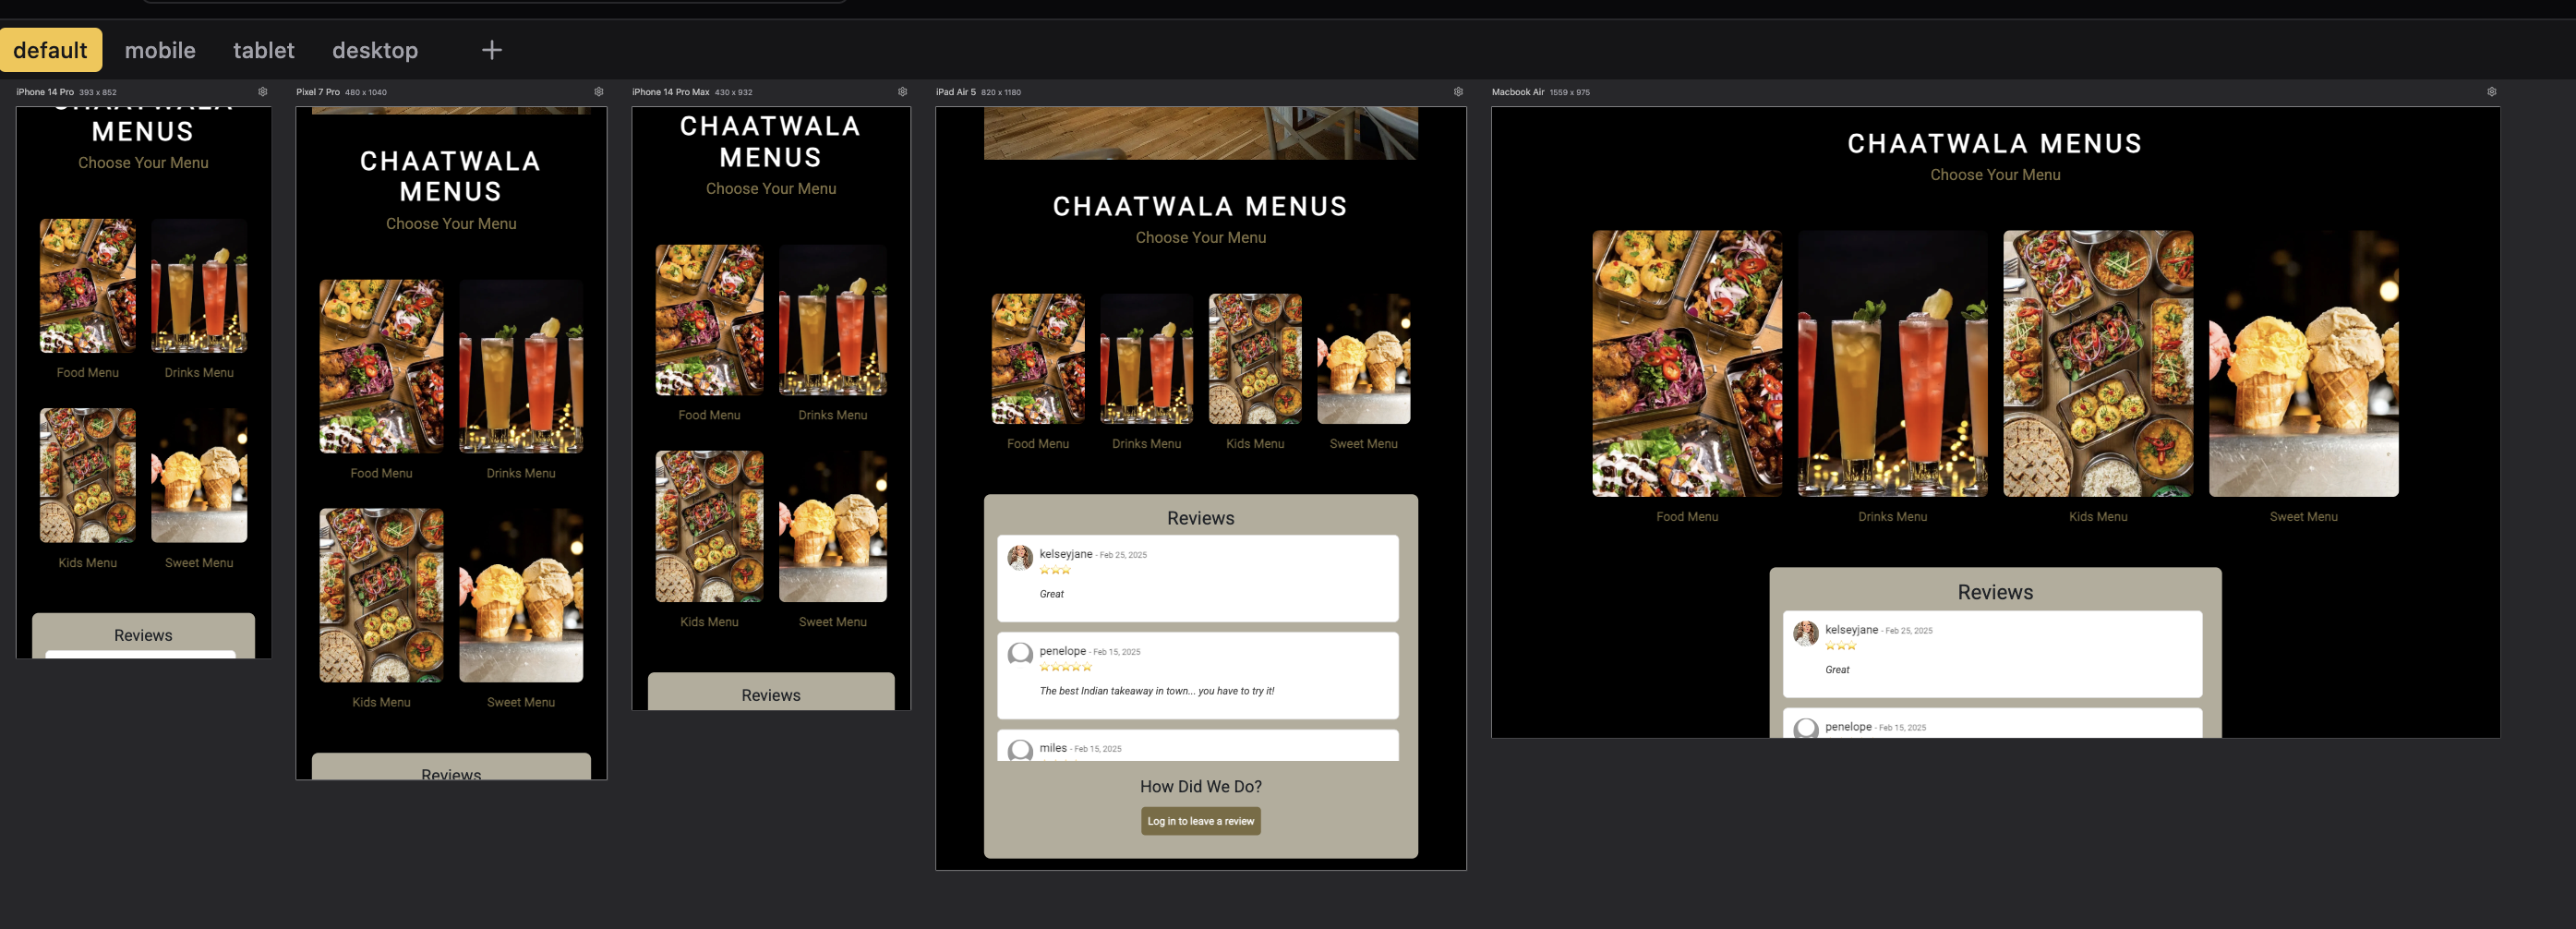 default mobile tablet desktop +
iPhone 14 Pro 393 x 852
CHAATWALA
MENUS
Choose Your Menu
Food Menu
Drinks Menu
Kids Menu
Sweet Menu
Reviews
Pixel 7 Pro 480 x 1040
CHAATWALA
MENUS
Choose Your Menu
Food Menu
Drinks Menu
Kids Menu
Sweet Menu
Reviews
iPhone 14 Pro Max 430 x 932
CHAATWALA
MENUS
Choose Your Menu
Food Menu
Drinks Menu
Kids Menu
Sweet Menu
Reviews
iPad Air 5 820 x 1180
CHAATWALA MENUS
Choose Your Menu
Food Menu
Drinks Menu
Kids Menu
Sweet Menu
Reviews
kelseyjane - Feb 25, 2025
Great
penelope - Feb 15, 2025
The best Indian takeaway in town... you have to try it!
miles - Feb 15, 2025
How Did We Do?
Log in to leave a review
Macbook Air 1559 x 975
CHAATWALA MENUS
Choose Your Menu
Food Menu
Drinks Menu
Kids Menu
Sweet Menu
Reviews
kelseyjane - Feb 25, 2025
Great
penelope - Feb 15, 2025